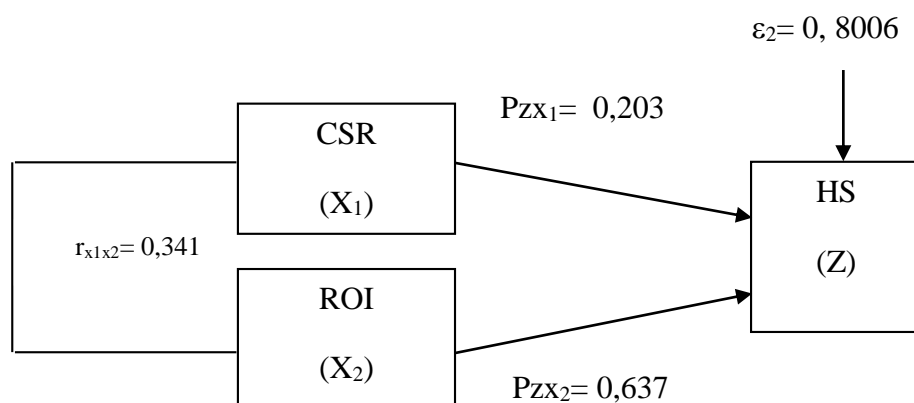 ε₂= 0, 8006
Pzx₁= 0,203
CSR
(X₁)
HS
(Z)
rₓ₁ₓ₂= 0,341
ROI
(X₂)
Pzx₂= 0,637